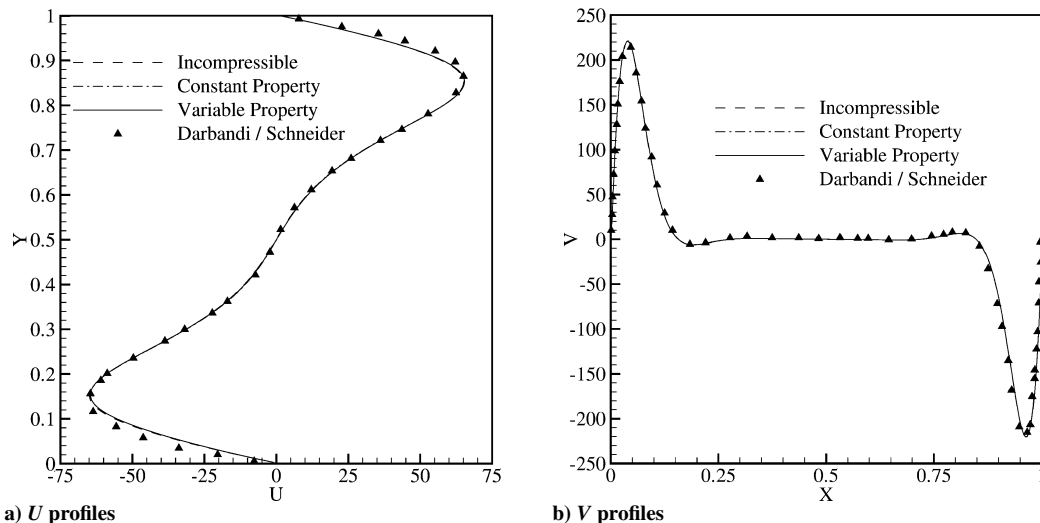 1
0.9
0.8
0.7
0.6
0.5
0.4
0.3
0.2
0.1
0
Y
Incompressible
Constant Property
Variable Property
Darbandi / Schneider
-75
-50
-25
0
25
50
75
U
a) U profiles
250
200
150
100
50
0
-50
-100
-150
-200
-250
V
Incompressible
Constant Property
Variable Property
Darbandi / Schneider
0
0.25
0.5
0.75
1
X
b) V profiles